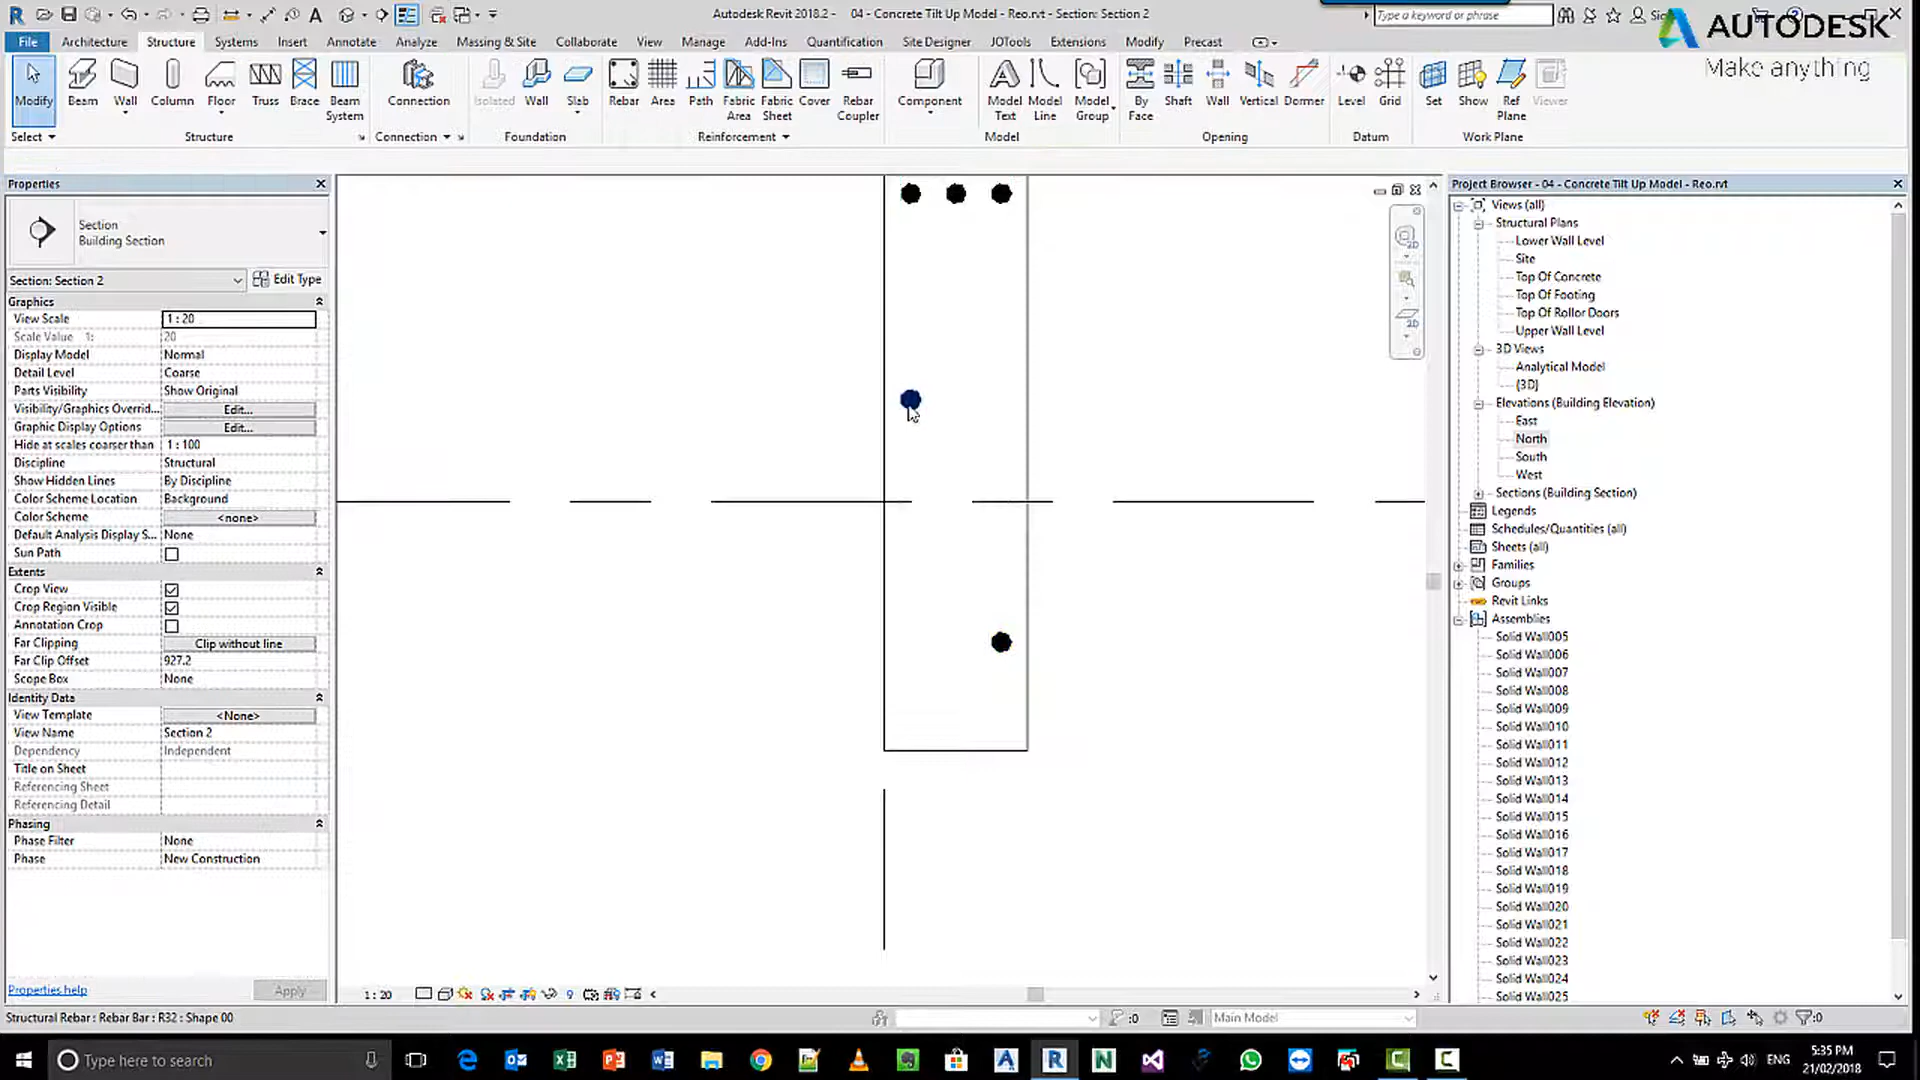 Autodesk Revit 2018.2 - 04 - Concrete Tilt Up Model - Reo.rvt - Section: Section 2
Type a keyword or phrase
AUTODESK
Make anything
File Architecture Structure Systems Insert Annotate Analyze Massing & Site Collaborate View Manage Add-Ins Quantification Site Designer JOTools Extensions Modify Precast
Modify Beam Wall Column Floor Truss Brace Beam System Connection Isolated Wall Slab Rebar Area Path Fabric Area Fabric Sheet Cover Rebar Coupler Component Model Text Model Line Model Group By Face Shaft Wall Vertical Dormer Level Grid Set Show Ref Plane Viewer
Select Structure Connection Foundation Reinforcement Model Opening Datum Work Plane
Properties
Section
Building Section
Section: Section 2 Edit Type
Graphics
View Scale 1 : 20
Scale Value 1: 20
Display Model Normal
Detail Level Coarse
Parts Visibility Show Original
Visibility/Graphics Overrid... Edit...
Graphic Display Options Edit...
Hide at scales coarser than 1 : 100
Discipline Structural
Show Hidden Lines By Discipline
Color Scheme Location Background
Color Scheme <none>
Default Analysis Display S... None
Sun Path
Extents
Crop View
Crop Region Visible
Annotation Crop
Far Clipping Clip without line
Far Clip Offset 927.2
Scope Box None
Identity Data
View Template <None>
View Name Section 2
Dependency Independent
Title on Sheet
Referencing Sheet
Referencing Detail
Phasing
Phase Filter None
Phase New Construction
Properties help Apply
1 : 20
Project Browser - 04 - Concrete Tilt Up Model - Reo.rvt
Views (all)
Structural Plans
Lower Wall Level
Site
Top Of Concrete
Top Of Footing
Top Of Rollor Doors
Upper Wall Level
3D Views
Analytical Model
{3D}
Elevations (Building Elevation)
East
North
South
West
Sections (Building Section)
Legends
Schedules/Quantities (all)
Sheets (all)
Families
Groups
Revit Links
Assemblies
Solid Wall005
Solid Wall006
Solid Wall007
Solid Wall008
Solid Wall009
Solid Wall010
Solid Wall011
Solid Wall012
Solid Wall013
Solid Wall014
Solid Wall015
Solid Wall016
Solid Wall017
Solid Wall018
Solid Wall019
Solid Wall020
Solid Wall021
Solid Wall022
Solid Wall023
Solid Wall024
Solid Wall025
Structural Rebar : Rebar Bar : R32 : Shape 00
:0 Main Model :0
Type here to search
ENG 5:35 PM
21/02/2018